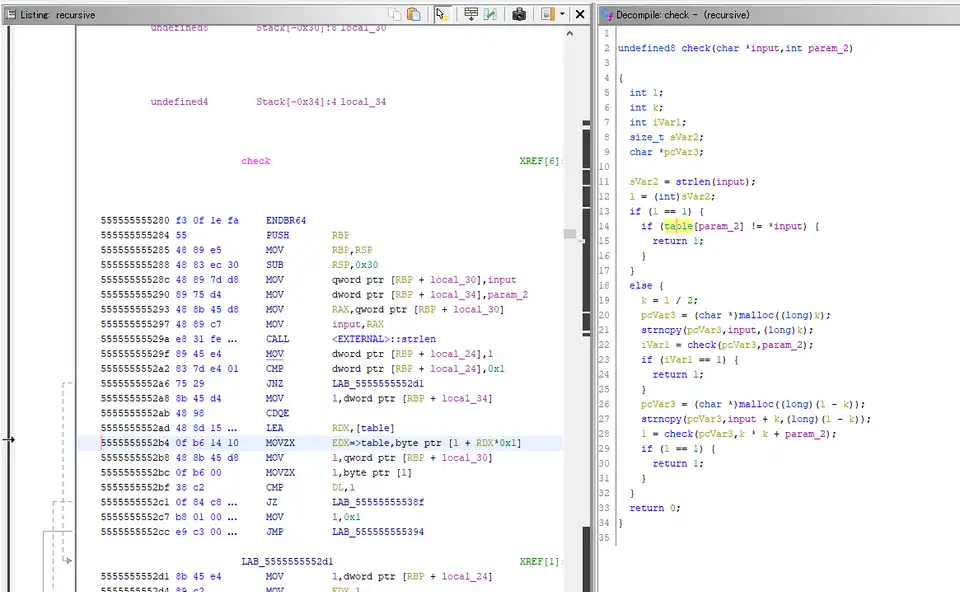 Listing: recursive
undefined8 Stack[-0x30]:8 local_30
undefined4 Stack[-0x34]:4 local_34
check XREF[6]:
555555555280 f3 0f 1e fa ENDBR64
555555555284 55 PUSH RBP
555555555285 48 89 e5 MOV RBP,RSP
555555555288 48 83 ec 30 SUB RSP,0x30
55555555528c 48 89 7d d8 MOV qword ptr [RBP + local_30],input
555555555290 89 75 d4 MOV dword ptr [RBP + local_34],param_2
555555555293 48 8b 45 d8 MOV RAX,qword ptr [RBP + local_30]
555555555297 48 89 c7 MOV input,RAX
55555555529a e8 31 fe ... CALL <EXTERNAL>::strlen
55555555529f 89 45 e4 MOV dword ptr [RBP + local_24],l
5555555552a2 83 7d e4 01 CMP dword ptr [RBP + local_24],0x1
5555555552a6 75 29 JNZ LAB_5555555552d1
5555555552a8 8b 45 d4 MOV l,dword ptr [RBP + local_34]
5555555552ab 48 98 CDQE
5555555552ad 48 8d 15 ... LEA RDX,[table]
5555555552b4 0f b6 14 10 MOVZX EDX=>table,byte ptr [l + RDX*0x1]
5555555552b8 48 8b 45 d8 MOV l,qword ptr [RBP + local_30]
5555555552bc 0f b6 00 MOVZX l,byte ptr [l]
5555555552bf 38 c2 CMP DL,l
5555555552c1 0f 84 c8 ... JZ LAB_55555555538f
5555555552c7 b8 01 00 ... MOV l,0x1
5555555552cc e9 c3 00 ... JMP LAB_555555555394
LAB_5555555552d1 XREF[1]:
5555555552d1 8b 45 e4 MOV l,dword ptr [RBP + local_24]
5555555552d4 89 c2 MOV EDX,l
Decompile: check - (recursive)
1
2 undefined8 check(char *input,int param_2)
3
4 {
5 int l;
6 int k;
7 int iVar1;
8 size_t sVar2;
9 char *pcVar3;
10
11 sVar2 = strlen(input);
12 l = (int)sVar2;
13 if (l == 1) {
14 if (table[param_2] != *input) {
15 return 1;
16 }
17 }
18 else {
19 k = l / 2;
20 pcVar3 = (char *)malloc((long)k);
21 strncpy(pcVar3,input,(long)k);
22 iVar1 = check(pcVar3,param_2);
23 if (iVar1 == 1) {
24 return 1;
25 }
26 pcVar3 = (char *)malloc((long)(l - k));
27 strncpy(pcVar3,input + k,(long)(l - k));
28 l = check(pcVar3,k * k + param_2);
29 if (l == 1) {
30 return 1;
31 }
32 }
33 return 0;
34 }
35